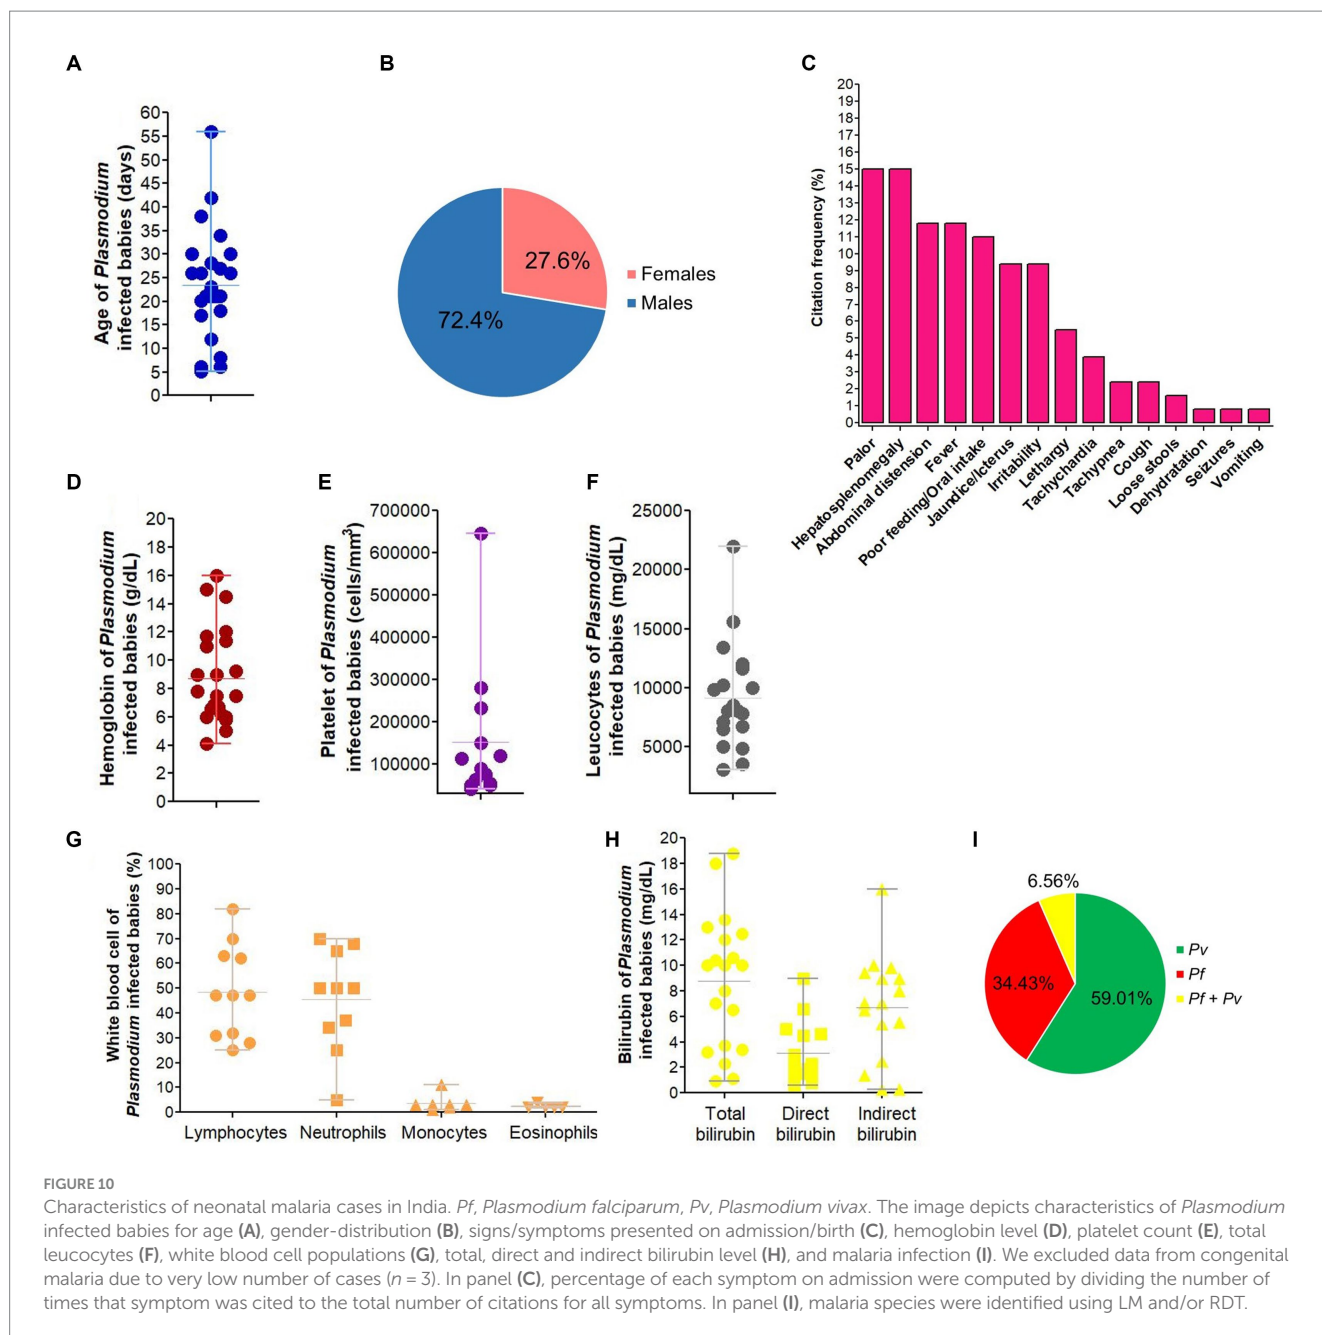 A
Age of Plasmodium
infected babies (days)
60
55
50
45
40
35
30
25
20
15
10
5
0
B
27.6%
72.4%
Females
Males
C
Citation frequency (%)
20
19
18
17
16
15
14
13
12
11
10
9
8
7
6
5
4
3
2
1
0
Palor
Hepatosplenomegaly
Abdominal distension
Fever
Poor feeding/Oral intake
Jaundice/Icterus
Irritability
Lethargy
Tachychardia
Tachypnea
Cough
Loose stools
Dehydratation
Seizures
Vomiting
D
Hemoglobin of Plasmodium
infected babies (g/dL)
20
18
16
14
12
10
8
6
4
2
0
E
Platelet of Plasmodium
infected babies (cells/mm³)
700000
600000
500000
400000
300000
200000
100000
F
Leucocytes of Plasmodium
infected babies (mg/dL)
25000
20000
15000
10000
5000
G
White blood cell of
Plasmodium infected babies (%)
100
90
80
70
60
50
40
30
20
10
0
Lymphocytes Neutrophils Monocytes Eosinophils
H
Bilirubin of Plasmodium
infected babies (mg/dL)
20
18
16
14
12
10
8
6
4
2
0
Total bilirubin
Direct bilirubin
Indirect bilirubin
I
6.56%
34.43%
59.01%
Pv
Pf
Pf + Pv
FIGURE 10
Characteristics of neonatal malaria cases in India. Pf, Plasmodium falciparum, Pv, Plasmodium vivax. The image depicts characteristics of Plasmodium
infected babies for age (A), gender-distribution (B), signs/symptoms presented on admission/birth (C), hemoglobin level (D), platelet count (E), total
leucocytes (F), white blood cell populations (G), total, direct and indirect bilirubin level (H), and malaria infection (I). We excluded data from congenital
malaria due to very low number of cases (n = 3). In panel (C), percentage of each symptom on admission were computed by dividing the number of
times that symptom was cited to the total number of citations for all symptoms. In panel (I), malaria species were identified using LM and/or RDT.